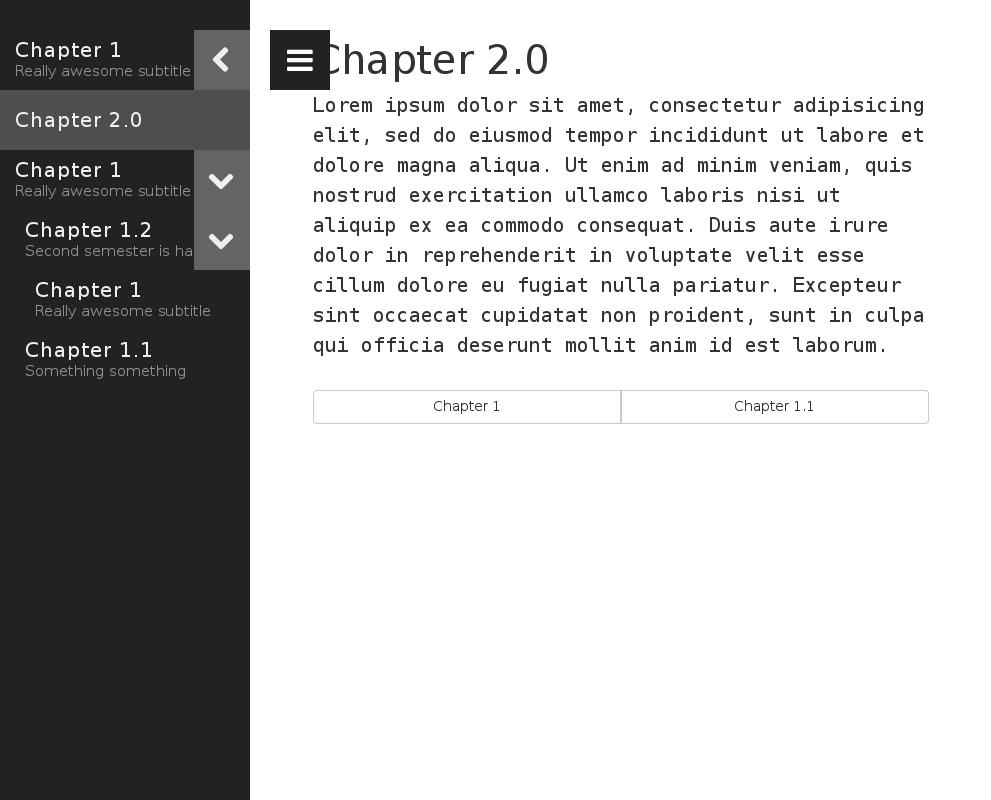 Chapter 1
Really awesome subtitle
Chapter 2.0
Chapter 1
Really awesome subtitle
Chapter 1.2
Second semester is ha
Chapter 1
Really awesome subtitle
Chapter 1.1
Something something
Chapter 2.0
Lorem ipsum dolor sit amet, consectetur adipisicing
elit, sed do eiusmod tempor incididunt ut labore et
dolore magna aliqua. Ut enim ad minim veniam, quis
nostrud exercitation ullamco laboris nisi ut
aliquip ex ea commodo consequat. Duis aute irure
dolor in reprehenderit in voluptate velit esse
cillum dolore eu fugiat nulla pariatur. Excepteur
sint occaecat cupidatat non proident, sunt in culpa
qui officia deserunt mollit anim id est laborum.
Chapter 1
Chapter 1.1